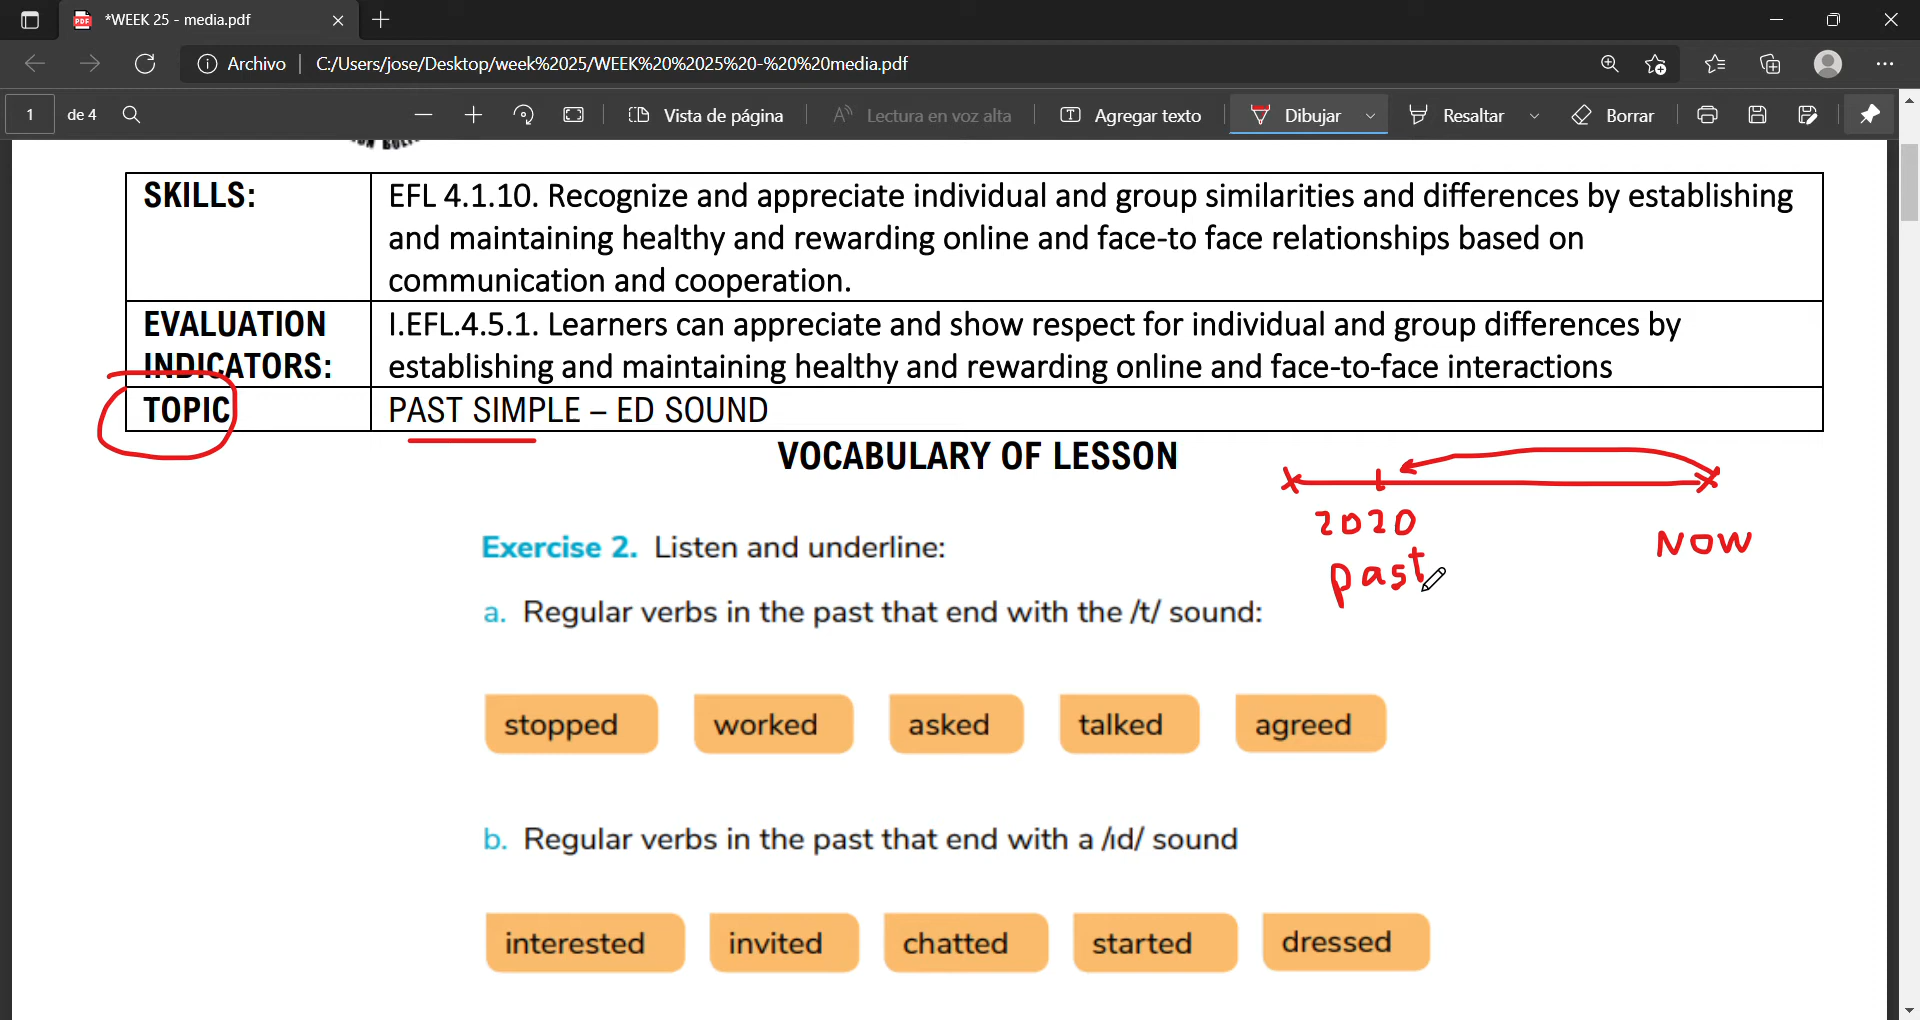 *WEEK 25 - media.pdf
Archivo C:/Users/jose/Desktop/week%2025/WEEK%20%2025%20-%20%20media.pdf
1 de 4 Vista de página Lectura en voz alta Agregar texto Dibujar Resaltar Borrar
SKILLS: EFL 4.1.10. Recognize and appreciate individual and group similarities and differences by establishing
and maintaining healthy and rewarding online and face-to face relationships based on
communication and cooperation.
EVALUATION I.EFL.4.5.1. Learners can appreciate and show respect for individual and group differences by
INDICATORS: establishing and maintaining healthy and rewarding online and face-to-face interactions
TOPIC PAST SIMPLE – ED SOUND
VOCABULARY OF LESSON
2020
NOW
past
Exercise 2. Listen and underline:
a. Regular verbs in the past that end with the /t/ sound:
stopped worked asked talked agreed
b. Regular verbs in the past that end with a /ɪd/ sound
interested invited chatted started dressed